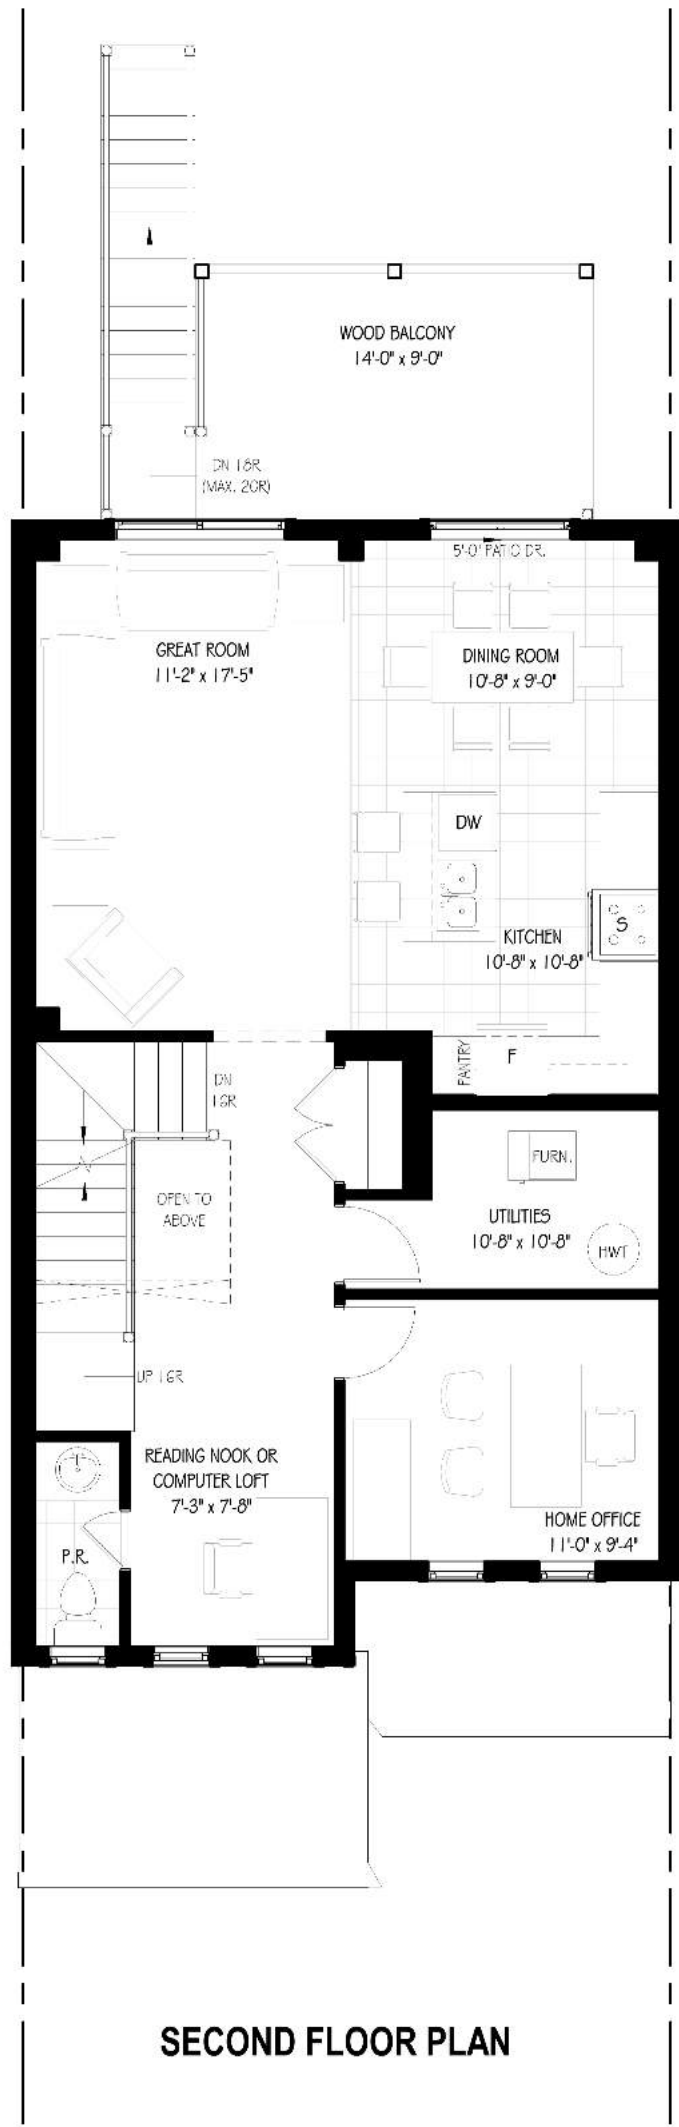 WOOD BALCONY
14'-0" x 9'-0"
DN 18R
(MAX. 20R)
5'-0" PATIO DR.
GREAT ROOM
11'-2" x 17'-5"
DINING ROOM
10'-8" x 9'-0"
DW
S
KITCHEN
10'-8" x 10'-8"
PANTRY
F
DN
16R
FURN.
OPEN TO
ABOVE
UTILITIES
10'-8" x 10'-8"
HWT
UP 16R
READING NOOK OR
COMPUTER LOFT
7'-3" x 7'-8"
HOME OFFICE
11'-0" x 9'-4"
P.R.
SECOND FLOOR PLAN